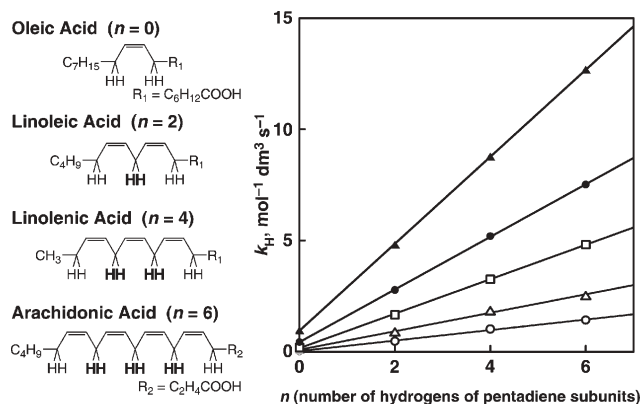 Oleic Acid (n = 0)
C₇H₁₅ R₁
HH HH
R₁ = C₆H₁₂COOH
Linoleic Acid (n = 2)
C₄H₉ R₁
HH HH HH
Linolenic Acid (n = 4)
CH₃ R₁
HH HH HH HH
Arachidonic Acid (n = 6)
C₄H₉ R₂
HH HH HH HH HH
R₂ = C₂H₄COOH
15
10
5
0
kH, mol⁻¹ dm³ s⁻¹
0 2 4 6
n (number of hydrogens of pentadiene subunits)